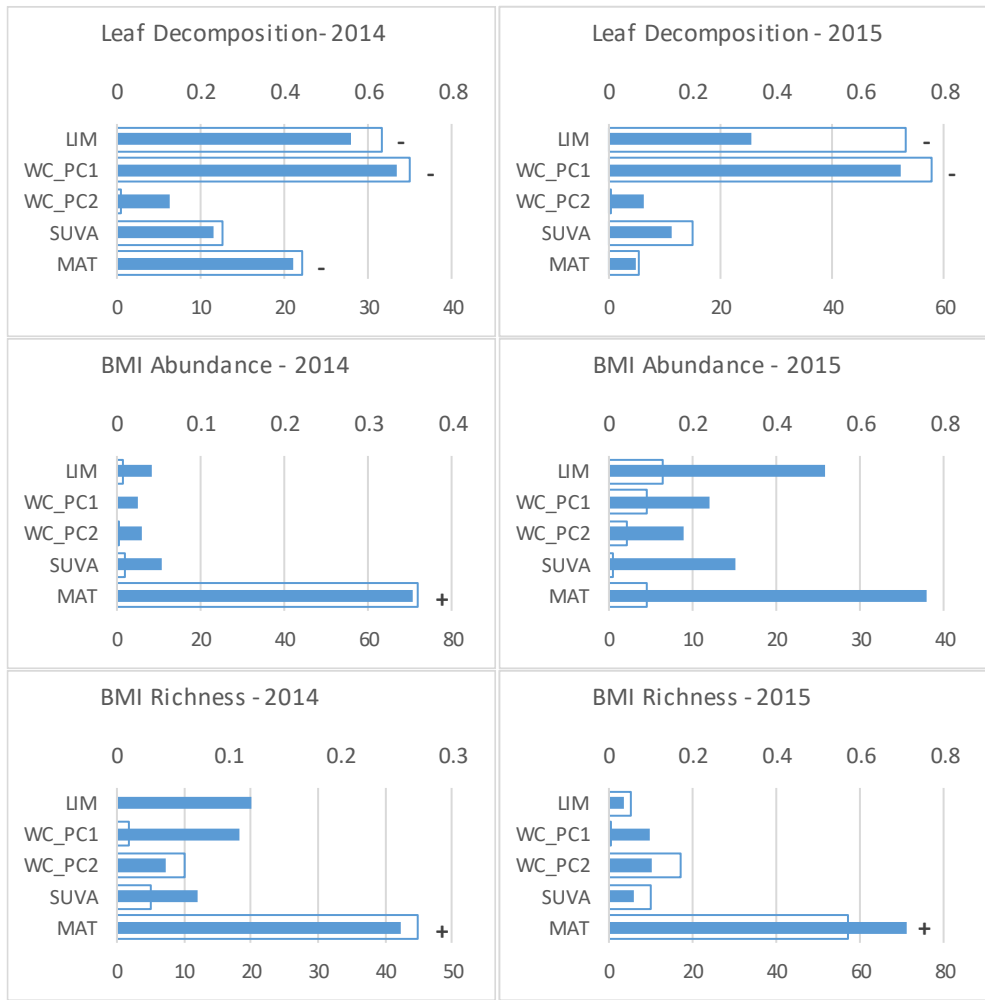 Leaf Decomposition- 2014
0 0.2 0.4 0.6 0.8
LIM -
WC_PC1 -
WC_PC2
SUVA
MAT -
0 10 20 30 40
Leaf Decomposition - 2015
0 0.2 0.4 0.6 0.8
LIM -
WC_PC1 -
WC_PC2
SUVA
MAT
0 20 40 60
BMI Abundance - 2014
0 0.1 0.2 0.3 0.4
LIM
WC_PC1
WC_PC2
SUVA
MAT +
0 20 40 60 80
BMI Abundance - 2015
0 0.2 0.4 0.6 0.8
LIM
WC_PC1
WC_PC2
SUVA
MAT
0 10 20 30 40
BMI Richness - 2014
0 0.1 0.2 0.3
LIM
WC_PC1
WC_PC2
SUVA
MAT +
0 10 20 30 40 50
BMI Richness - 2015
0 0.2 0.4 0.6 0.8
LIM
WC_PC1
WC_PC2
SUVA
MAT +
0 20 40 60 80